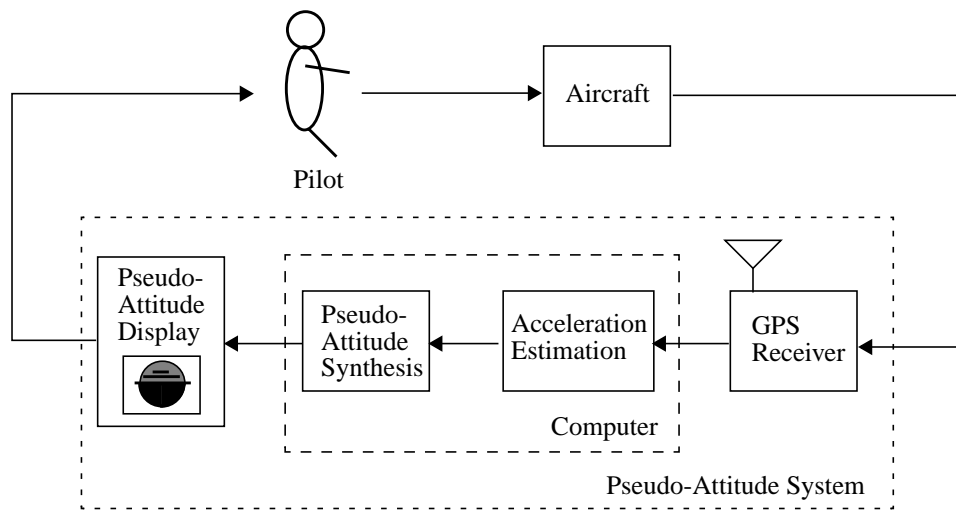 Aircraft
Pilot
Pseudo-
Attitude
Display
Pseudo-
Attitude
Synthesis
Acceleration
Estimation
GPS
Receiver
Computer
Pseudo-Attitude System